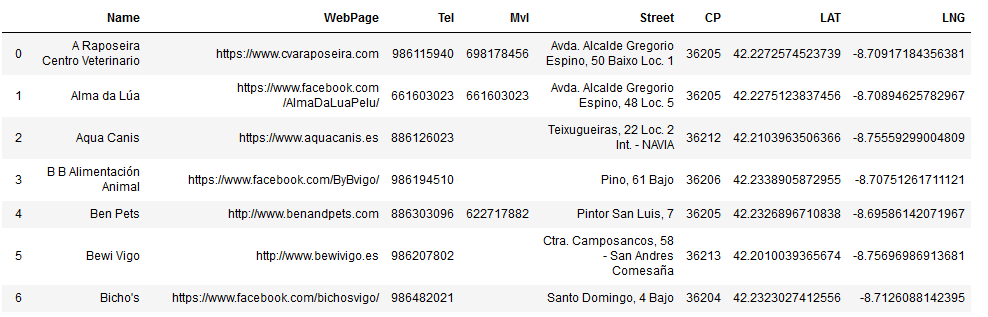 Name WebPage Tel Mvl Street CP LAT LNG
0 A Raposeira Centro Veterinario https://www.cvaraposeira.com 986115940 698178456 Avda. Alcalde Gregorio Espino, 50 Baixo Loc. 1 36205 42.2272574523739 -8.70917184356381
1 Alma da Lúa https://www.facebook.com/AlmaDaLuaPelu/ 661603023 661603023 Avda. Alcalde Gregorio Espino, 48 Loc. 5 36205 42.2275123837456 -8.70894625782967
2 Aqua Canis https://www.aquacanis.es 886126023 Teixugueiras, 22 Loc. 2 Int. - NAVIA 36212 42.2103963506366 -8.75559299004809
3 B B Alimentación Animal https://www.facebook.com/ByBvigo/ 986194510 Pino, 61 Bajo 36206 42.2338905872955 -8.70751261711121
4 Ben Pets http://www.benandpets.com 886303096 622717882 Pintor San Luis, 7 36205 42.2326896710838 -8.69586142071967
5 Bewi Vigo http://www.bewivigo.es 986207802 Ctra. Camposancos, 58 - San Andres Comesaña 36213 42.2010039365674 -8.75696986913681
6 Bicho's https://www.facebook.com/bichosvigo/ 986482021 Santo Domingo, 4 Bajo 36204 42.2323027412556 -8.7126088142395